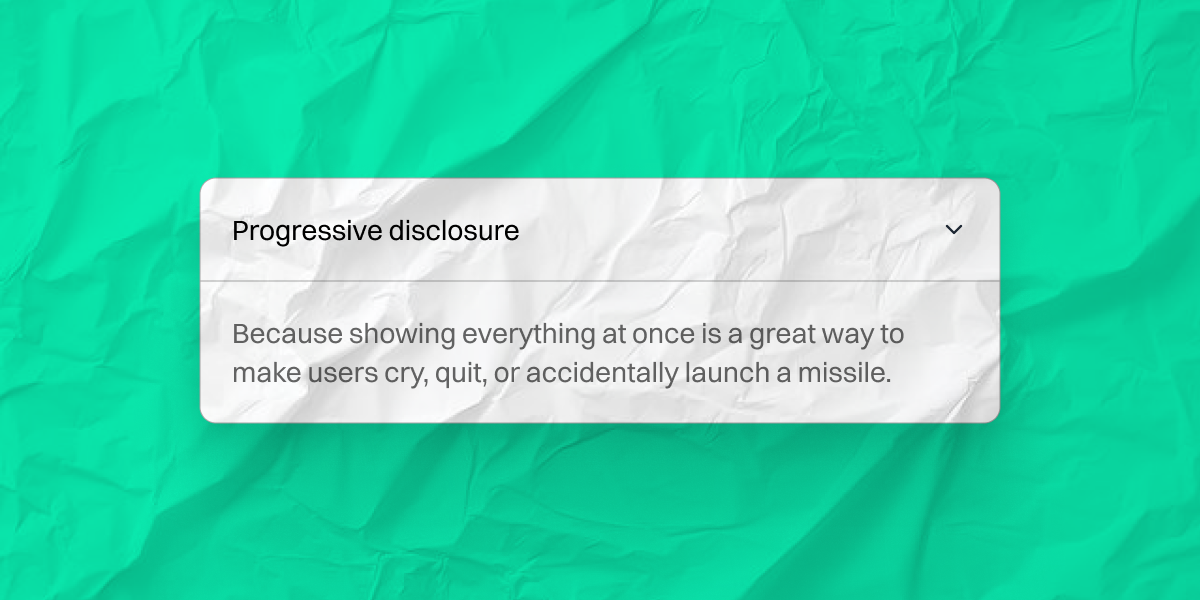 Progressive disclosure
Because showing everything at once is a great way to
make users cry, quit, or accidentally launch a missile.